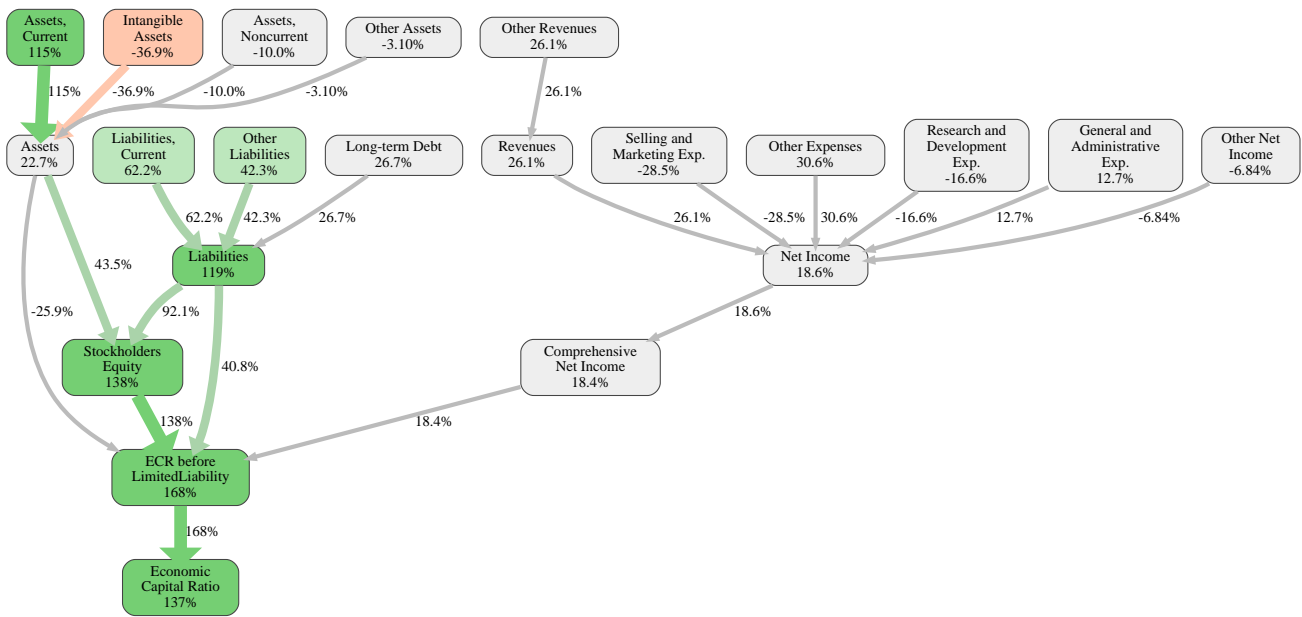 Assets,
Current
115%
Intangible
Assets
-36.9%
Assets,
Noncurrent
-10.0%
Other Assets
-3.10%
Other Revenues
26.1%
115%
-36.9%
-10.0%
-3.10%
26.1%
Assets
22.7%
Liabilities,
Current
62.2%
Other
Liabilities
42.3%
Long-term Debt
26.7%
Revenues
26.1%
Selling and
Marketing Exp.
-28.5%
Other Expenses
30.6%
Research and
Development
Exp.
-16.6%
General and
Administrative
Exp.
12.7%
Other Net
Income
-6.84%
62.2%
42.3%
26.7%
26.1%
-28.5%
30.6%
-16.6%
12.7%
-6.84%
Liabilities
119%
Net Income
18.6%
43.5%
-25.9%
92.1%
18.6%
Stockholders
Equity
138%
40.8%
Comprehensive
Net Income
18.4%
138%
18.4%
ECR before
LimitedLiability
168%
168%
Economic
Capital Ratio
137%